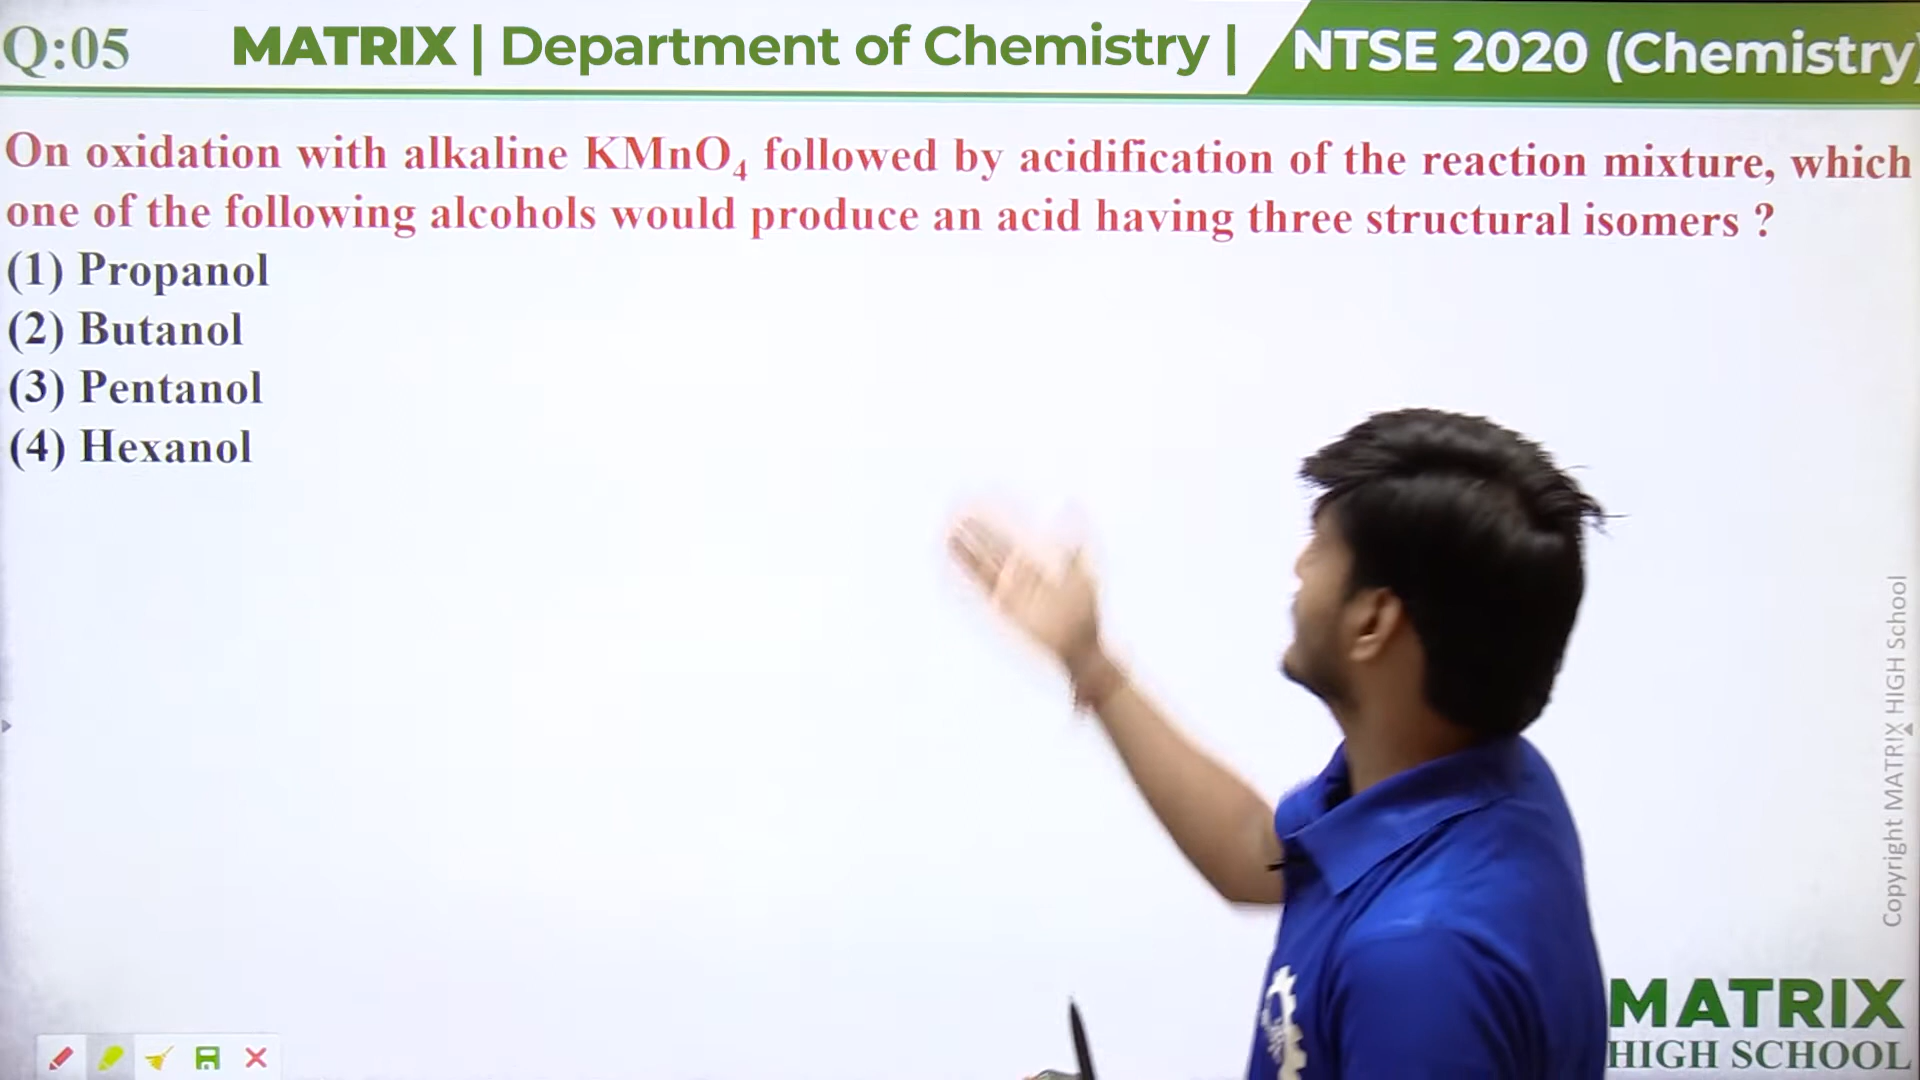 Q:05
MATRIX | Department of Chemistry |
NTSE 2020 (Chemistry)
On oxidation with alkaline KMnO₄ followed by acidification of the reaction mixture, which
one of the following alcohols would produce an acid having three structural isomers ?
(1) Propanol
(2) Butanol
(3) Pentanol
(4) Hexanol
Copyright MATRIX HIGH School
MATRIX
HIGH SCHOOL